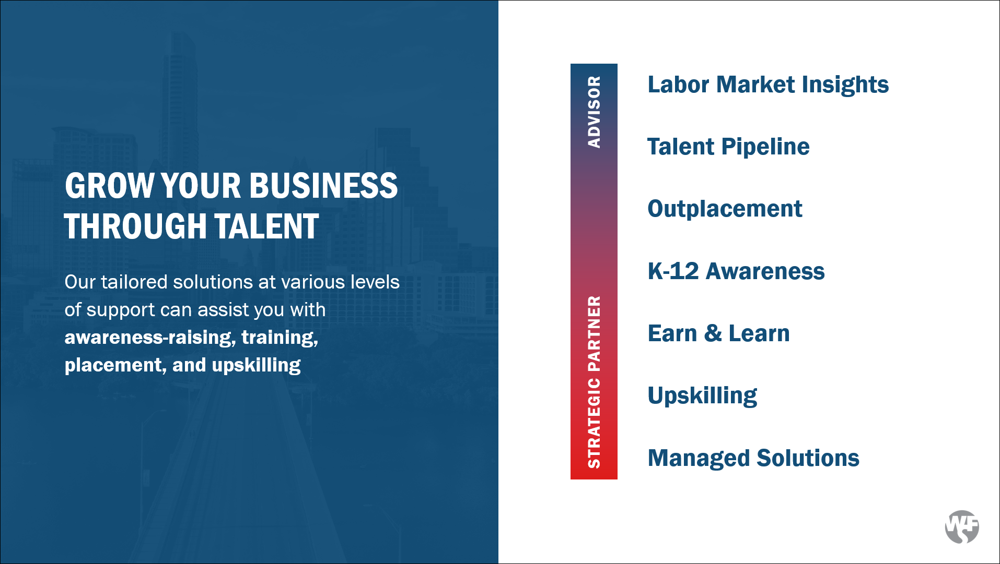 GROW YOUR BUSINESS
THROUGH TALENT
Our tailored solutions at various levels
of support can assist you with
awareness-raising, training,
placement, and upskilling
ADVISOR
STRATEGIC PARTNER
Labor Market Insights
Talent Pipeline
Outplacement
K-12 Awareness
Earn & Learn
Upskilling
Managed Solutions
WF